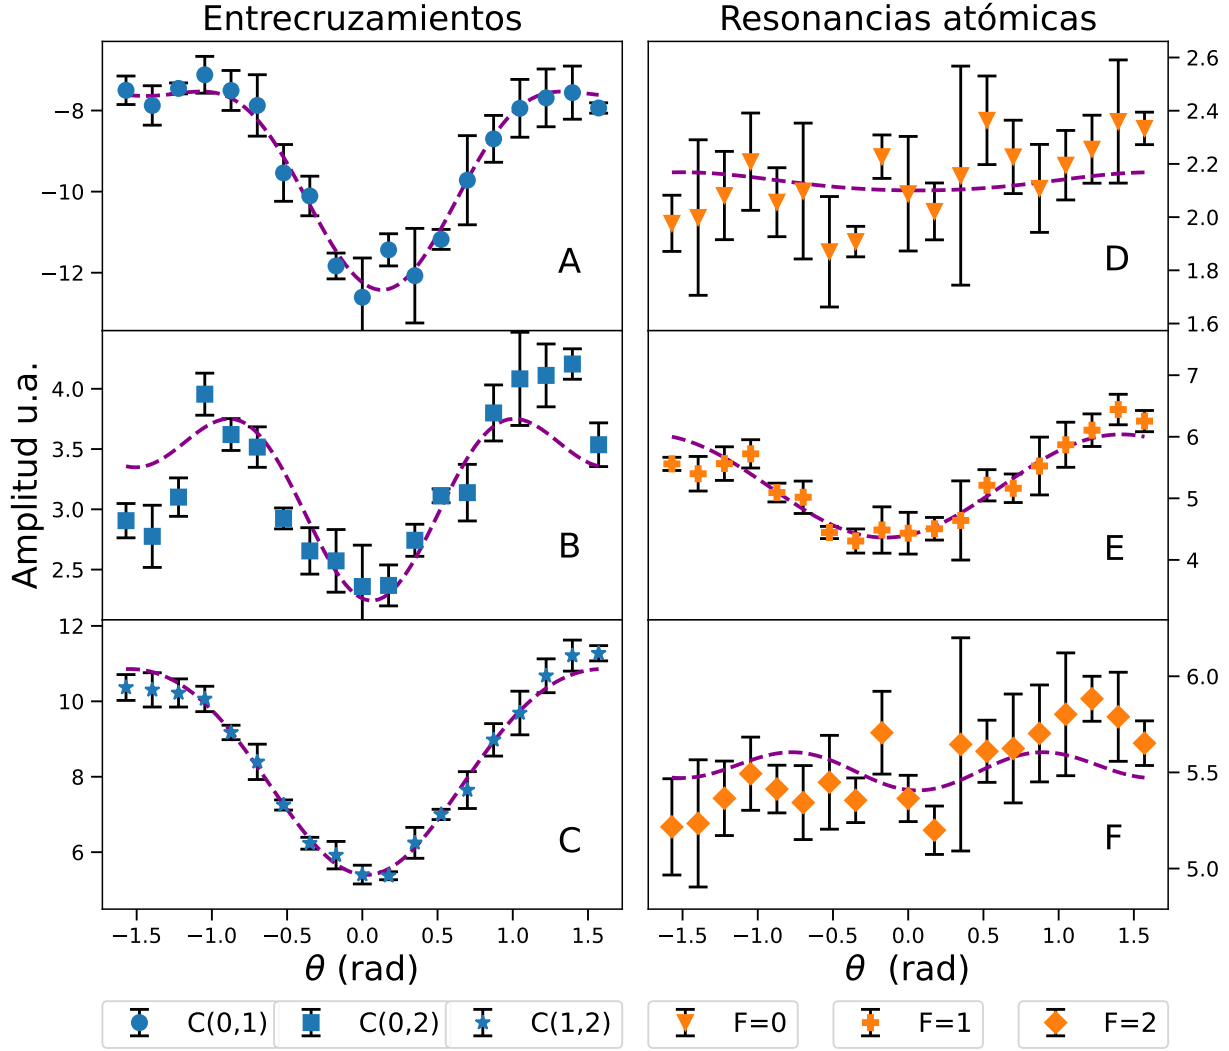 Entrecruzamientos
Resonancias atómicas
Amplitud u.a.
−8
−10
−12
A
2.6
2.4
2.2
2.0
1.8
1.6
D
4.0
3.5
3.0
2.5
B
7
6
5
4
E
12
10
8
6
C
6.0
5.5
5.0
F
−1.5 −1.0 −0.5 0.0 0.5 1.0 1.5
−1.5 −1.0 −0.5 0.0 0.5 1.0 1.5
θ (rad)
θ (rad)
C(0,1) C(0,2) C(1,2) F=0 F=1 F=2